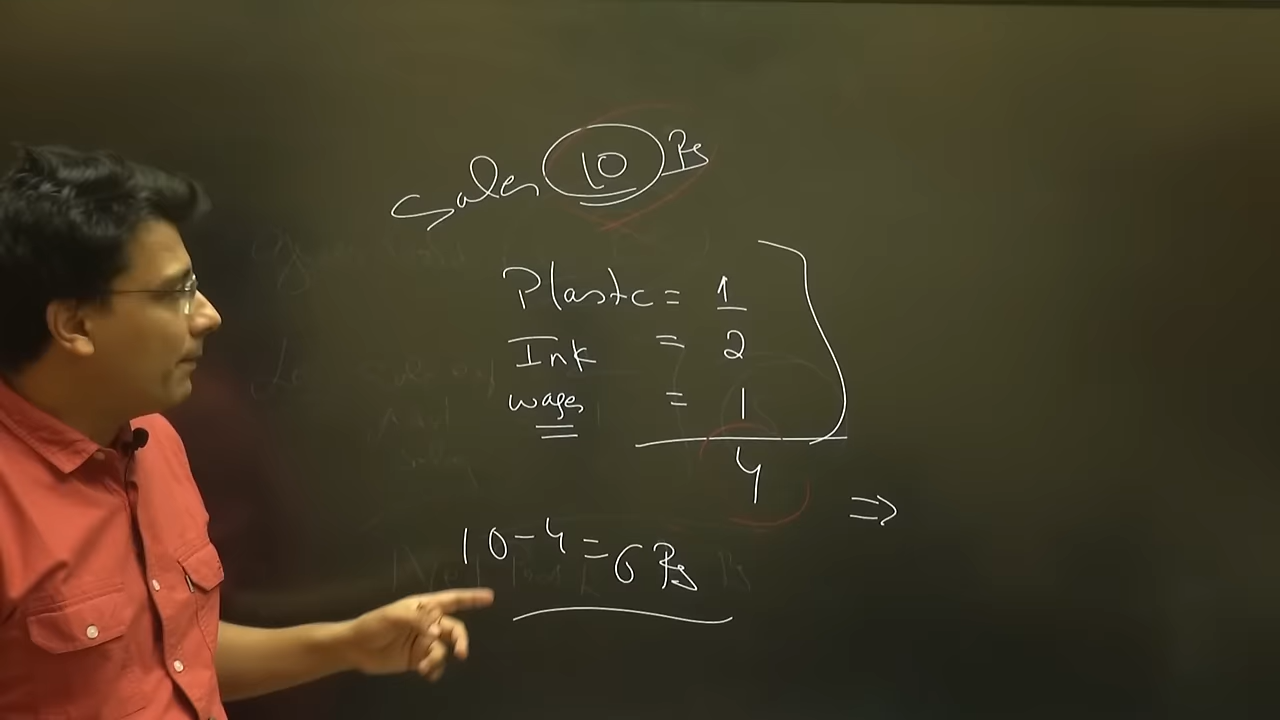 Sales 10 Rs
Plastc = 1
Ink = 2
wages = 1
4
⇒
10-4 = 6 Rs